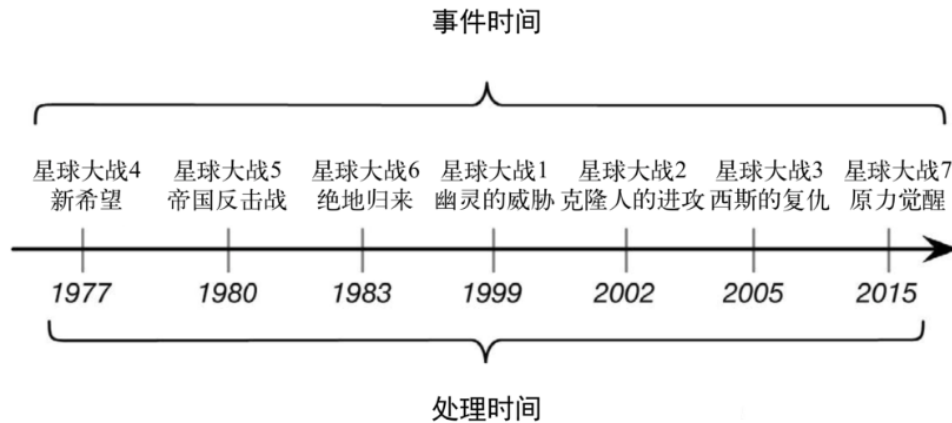 事件时间
星球大战4 星球大战5 星球大战6 星球大战1 星球大战2 星球大战3 星球大战7
新希望 帝国反击战 绝地归来 幽灵的威胁 克隆人的进攻 西斯的复仇 原力觉醒
1977 1980 1983 1999 2002 2005 2015
处理时间